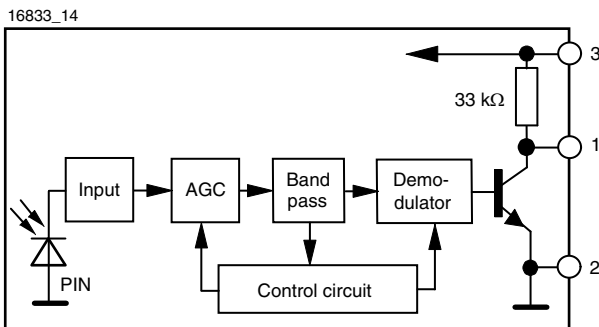 16833_14
3
33 kΩ
1
Input
AGC
Band
pass
Demo-
dulator
PIN
Control circuit
2